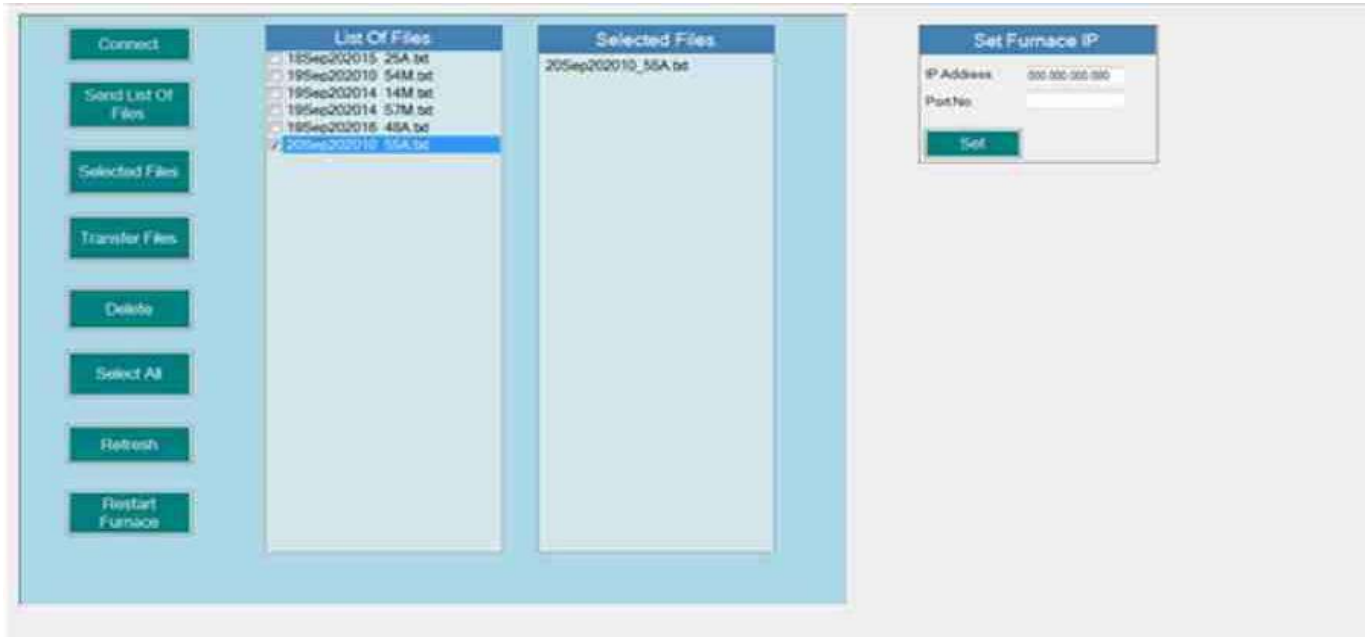 Connect
Send List Of
Files
Selected Files
Transfer Files
Delete
Select All
Refresh
Restart
Furnace
List Of Files
18Sep202015_25A.txt
19Sep202010_54M.txt
19Sep202014_14M.txt
19Sep202014_57M.txt
19Sep202016_48A.txt
20Sep202010_55A.txt
Selected Files
20Sep202010_55A.txt
Set Furnace IP
IP Address 000.000.000.000
Port No
Set